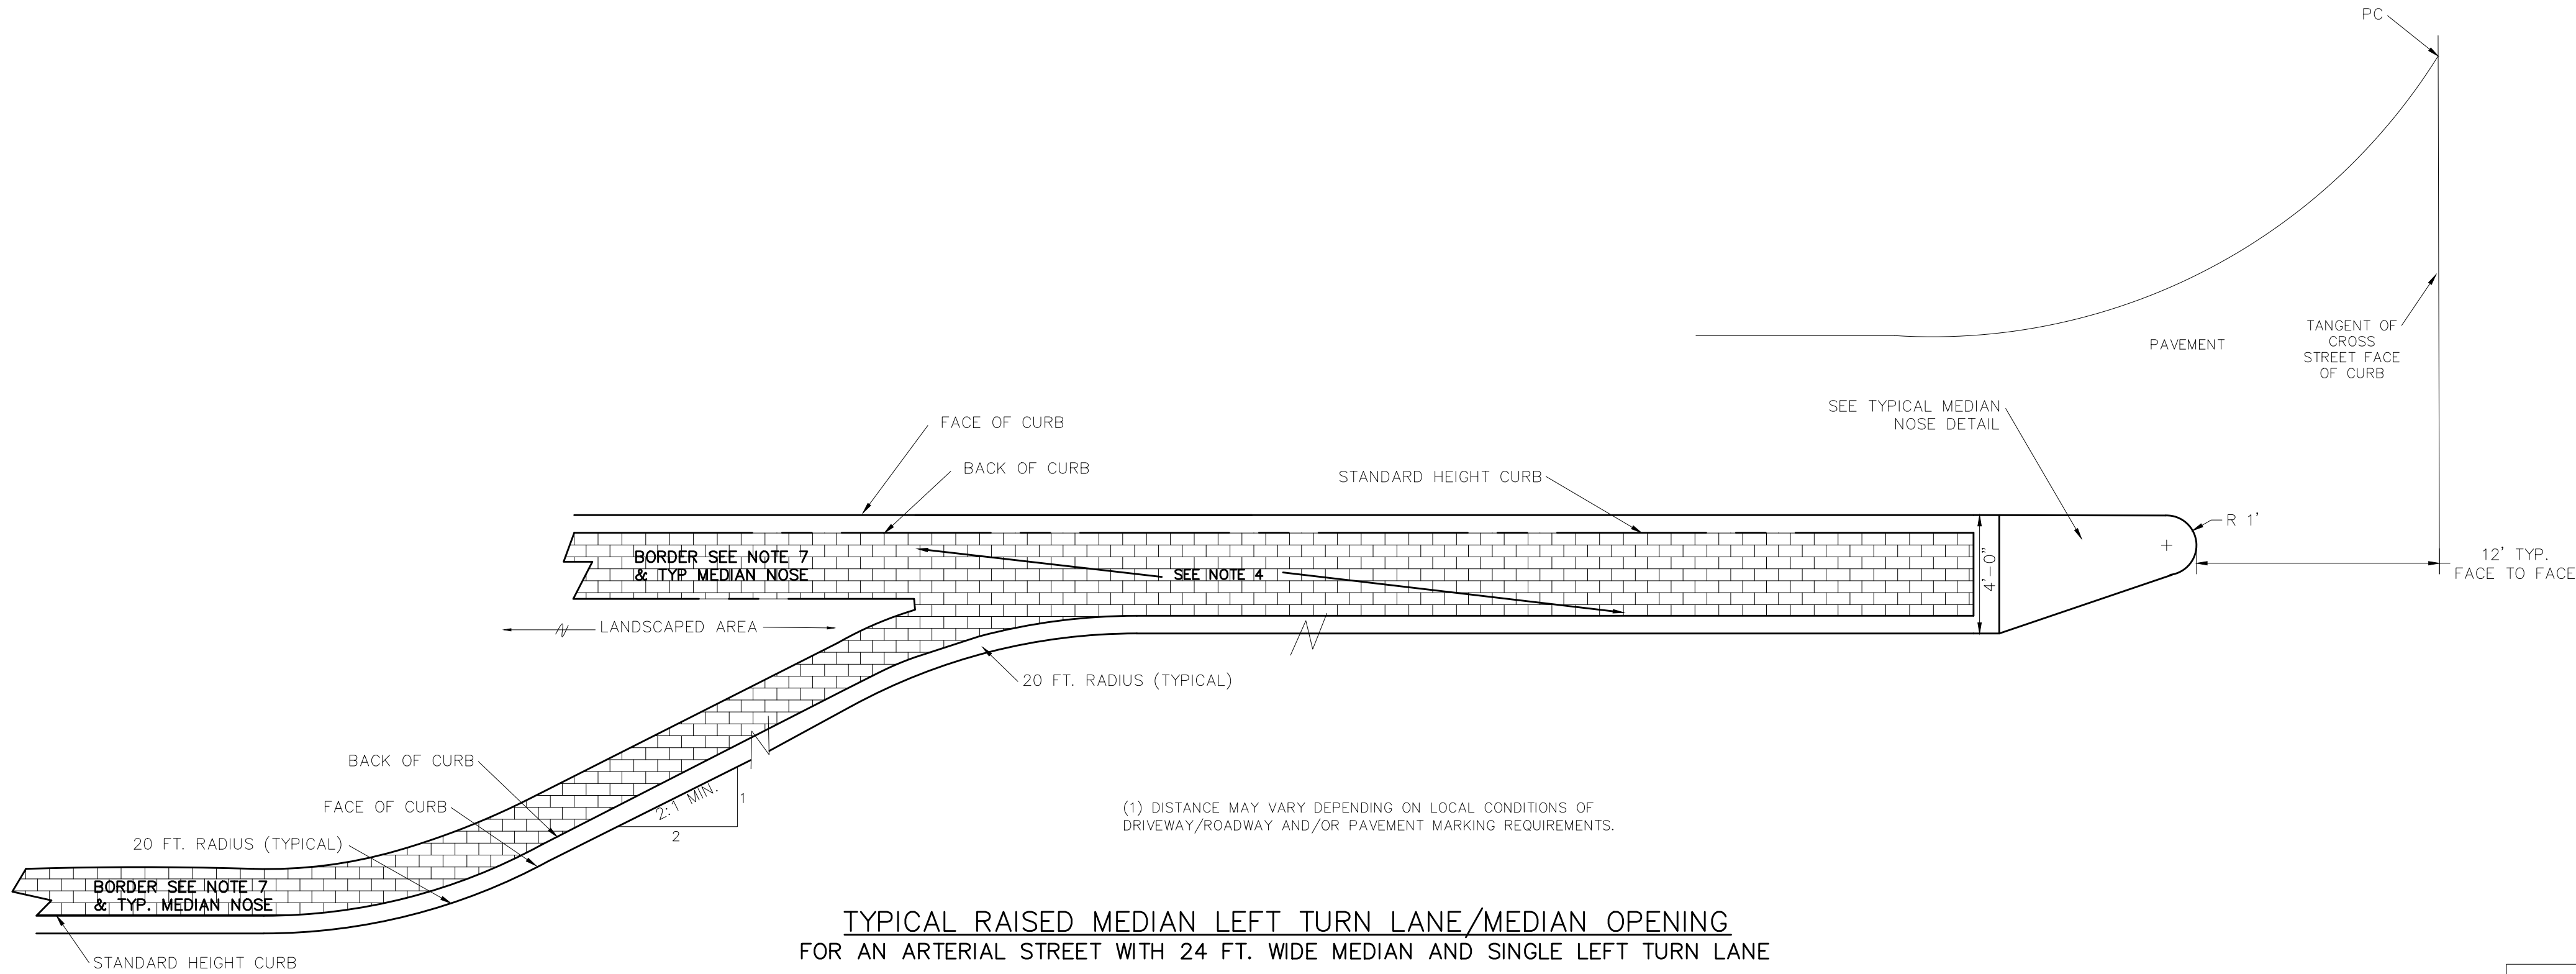 PC
TANGENT OF
CROSS
STREET FACE
OF CURB
PAVEMENT
SEE TYPICAL MEDIAN
NOSE DETAIL
FACE OF CURB
BACK OF CURB
STANDARD HEIGHT CURB
R 1'
12' TYP.
FACE TO FACE
4'-0"
BORDER SEE NOTE 7
& TYP MEDIAN NOSE
SEE NOTE 4
LANDSCAPED AREA
20 FT. RADIUS (TYPICAL)
BACK OF CURB
FACE OF CURB
2:1 MIN.
1
2
20 FT. RADIUS (TYPICAL)
(1) DISTANCE MAY VARY DEPENDING ON LOCAL CONDITIONS OF
DRIVEWAY/ROADWAY AND/OR PAVEMENT MARKING REQUIREMENTS.
BORDER SEE NOTE 7
& TYP. MEDIAN NOSE
STANDARD HEIGHT CURB
TYPICAL RAISED MEDIAN LEFT TURN LANE/MEDIAN OPENING
FOR AN ARTERIAL STREET WITH 24 FT. WIDE MEDIAN AND SINGLE LEFT TURN LANE